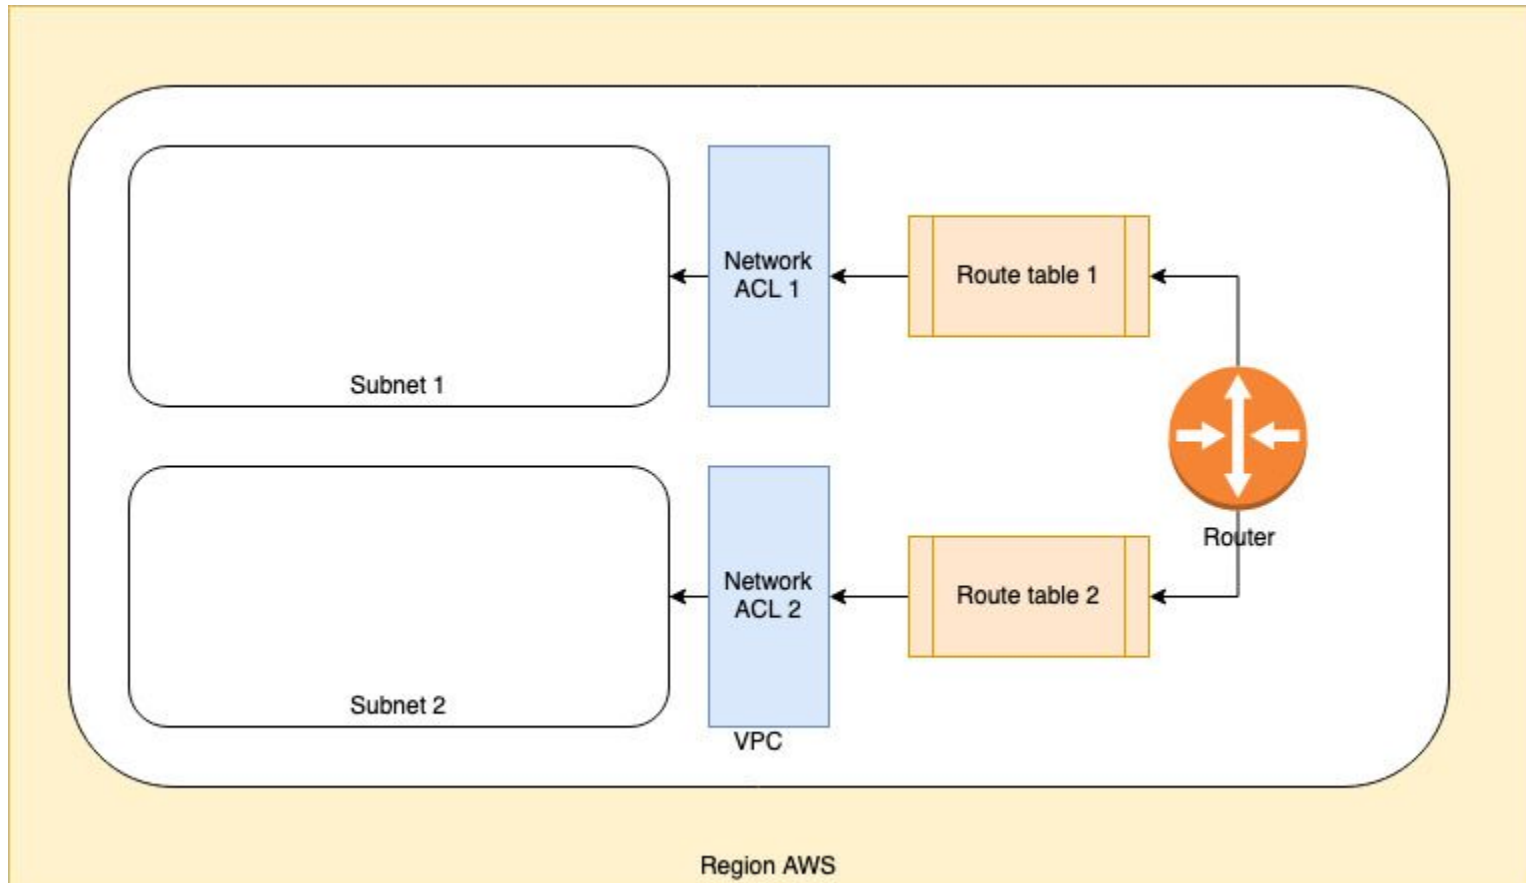 Network
ACL 1
Route table 1
Subnet 1
Router
Network
ACL 2
Route table 2
Subnet 2
VPC
Region AWS